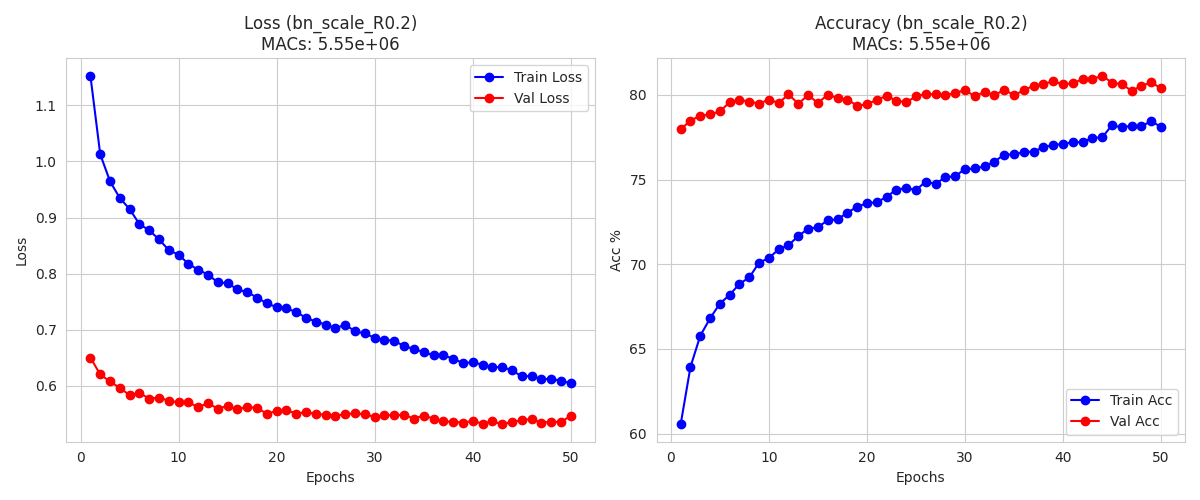 Loss (bn_scale_R0.2)
MACs: 5.55e+06
Train Loss
Val Loss
1.1
1.0
0.9
0.8
0.7
0.6
Loss
0
10
20
30
40
50
Epochs
Accuracy (bn_scale_R0.2)
MACs: 5.55e+06
80
75
70
65
60
Acc %
Train Acc
Val Acc
0
10
20
30
40
50
Epochs